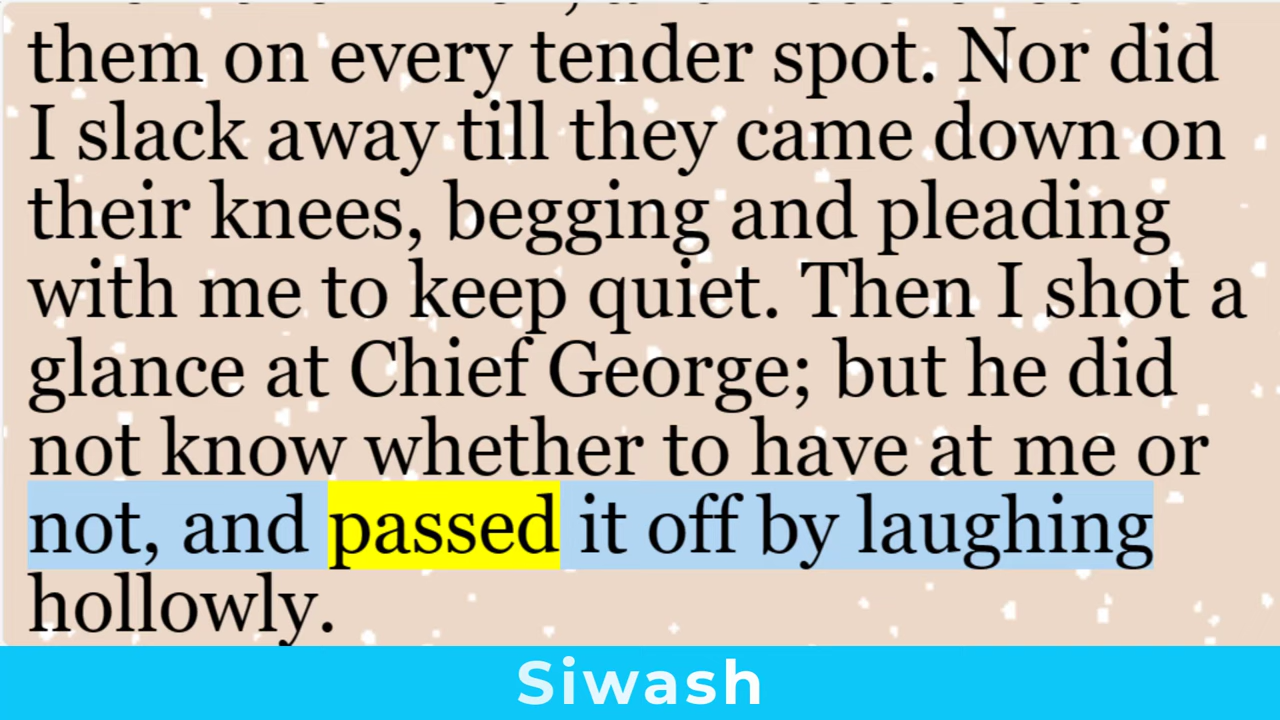 them on every tender spot. Nor did
I slack away till they came down on
their knees, begging and pleading
with me to keep quiet. Then I shot a
glance at Chief George; but he did
not know whether to have at me or
not, and passed it off by laughing
hollowly.
Siwash